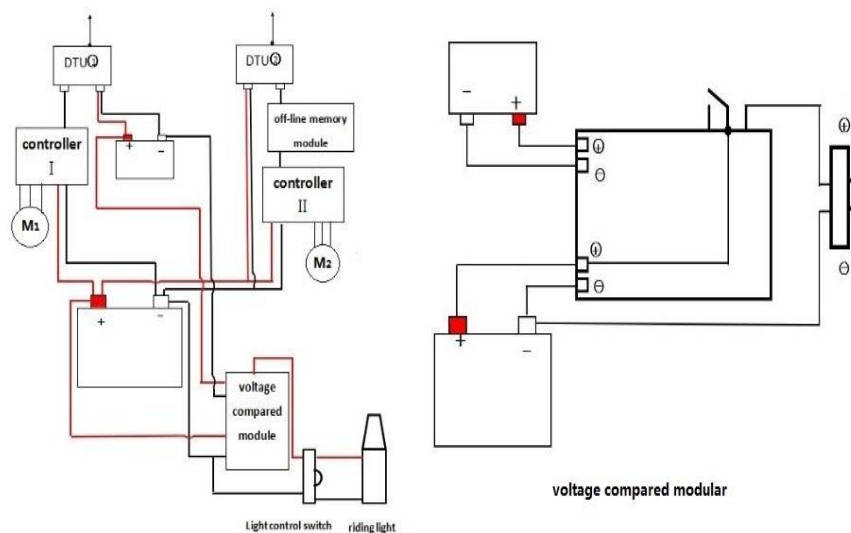 DTU①
DTU②
off-line memory
module
controller
I
controller
II
+
-
M1
M2
+
-
voltage
compared
module
Light control switch
riding light
-
+
⊕
⊖
⊕
⊖
+
-
⊕
⊖
voltage compared modular